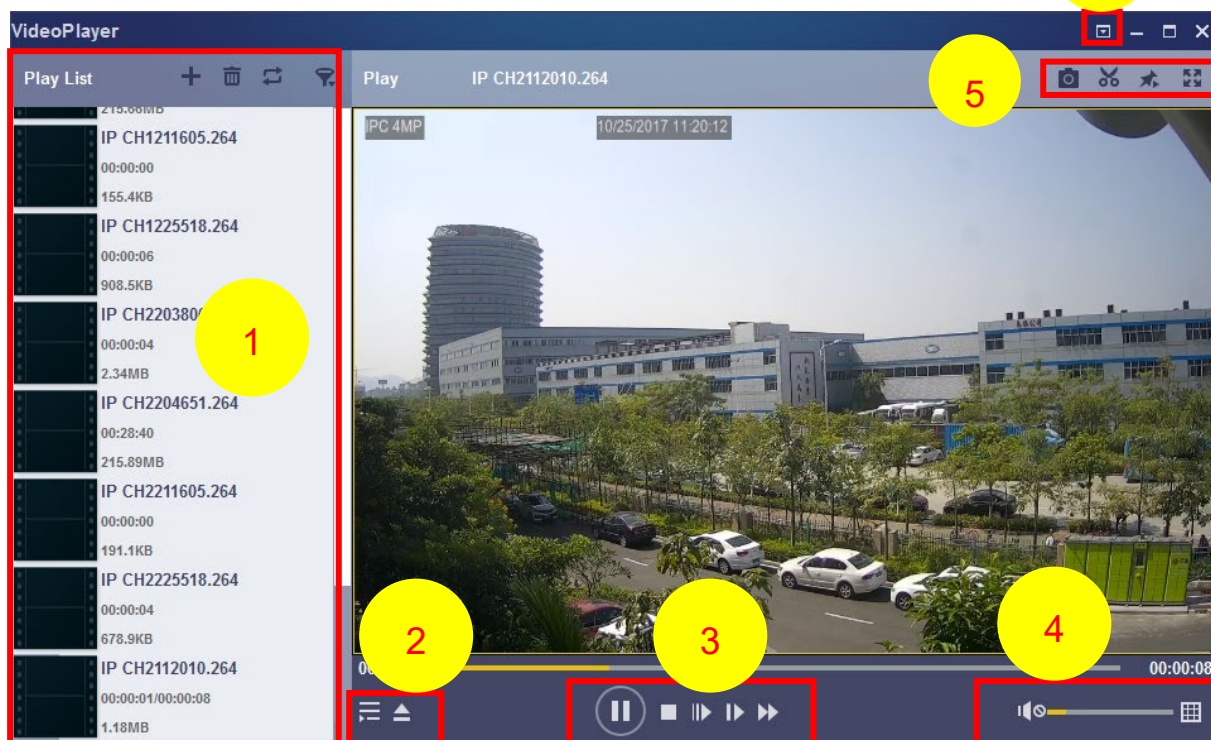 VideoPlayer
Play List
Play IP CH2112010.264
5
215.66MB
IP CH1211605.264
00:00:00
155.4KB
IP CH1225518.264
00:00:06
908.5KB
IP CH220380
00:00:04
2.34MB
1
IP CH2204651.264
00:28:40
215.89MB
IP CH2211605.264
00:00:00
191.1KB
IP CH2225518.264
00:00:04
678.9KB
IP CH2112010.264
00:00:01/00:00:08
1.18MB
IPC 4MP 10/25/2017 11:20:12
2
3
4
00:00:08